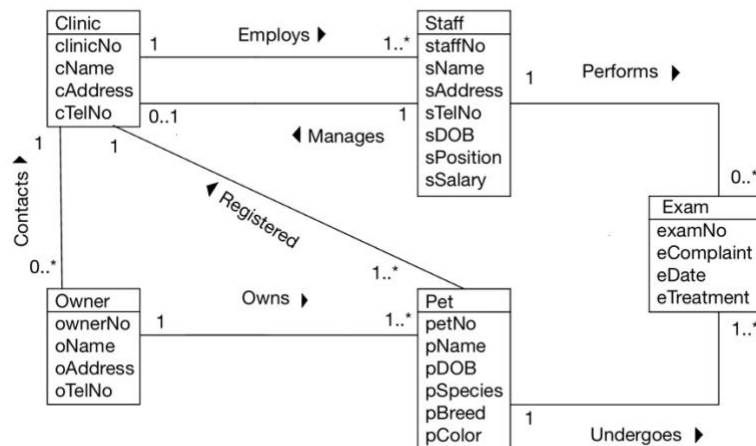 Clinic
clinicNo
cName
cAddress
cTelNo
1
Employs
1..*
0..1
Manages
1
Staff
staffNo
sName
sAddress
sTelNo
sDOB
sPosition
sSalary
1
Performs
0..*
1
Contacts
0..*
1
Registered
1..*
Exam
examNo
eComplaint
eDate
eTreatment
1..*
Owner
ownerNo
oName
oAddress
oTelNo
1
Owns
1..*
Pet
petNo
pName
pDOB
pSpecies
pBreed
pColor
1
Undergoes